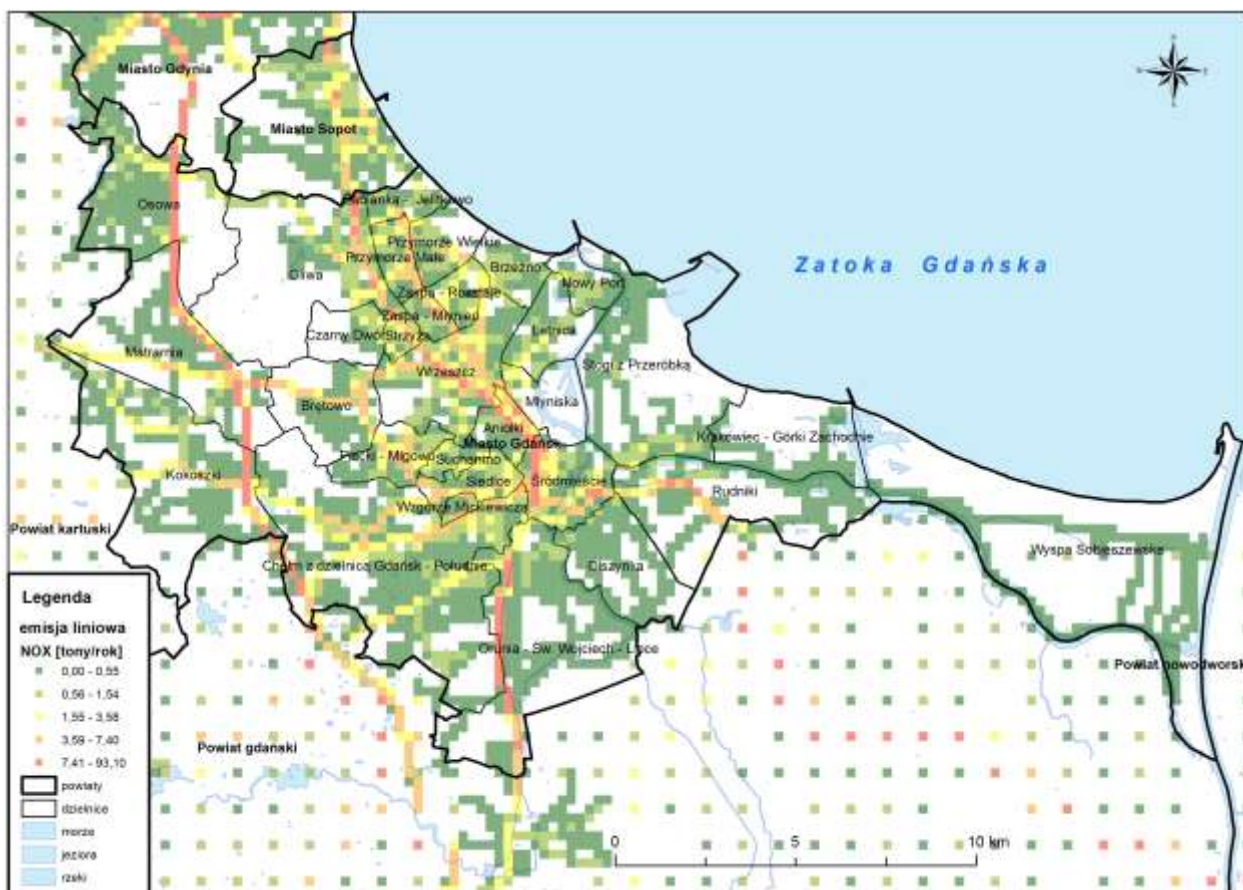 Miasto Gdynia
Miasto Sopot
Osowa
Żabianka - Jelitkowo
Przymorze Wielkie
Przymorze Małe
Oliwa
Brzeźno
Nowy Port
Zatoka Gdańska
Zaspa - Rozstaje
Zaspa - Młyniec
Czarny Dwór
Strzyża
Letnica
Matarnia
Wrzeszcz
Stogi z Przeróbką
Młyniska
Brętowo
Aniołki
Miasto Gdańsk
Krakowiec - Górki Zachodnie
Piecki - Migowo
Suchanino
Kokoszki
Siedlce
Śródmieście
Rudniki
Wzgórze Mickiewicza
Powiat kartuski
Wyspa Sobieszewska
Chełm z dzielnicą Gdańsk - Południe
Olszynka
Orunia - Św. Wojciech - Lipce
Powiat nowodworsk
Powiat gdański
Legenda
emisja liniowa
NOX [tony/rok]
0,00 - 0,55
0,56 - 1,54
1,55 - 3,58
3,59 - 7,40
7,41 - 93,10
powiaty
dzielnice
morze
jeziora
rzeki
0 5 10 km